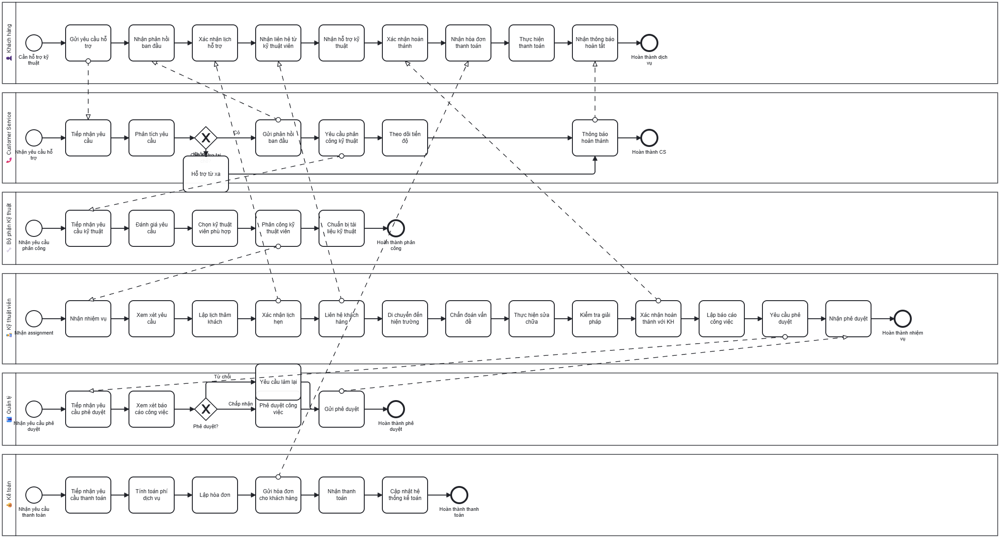 Khách hàng
Gửi yêu cầu hỗ
trợ
Nhận phản hồi
ban đầu
Xác nhận lịch
hỗ trợ
Nhận liên hệ từ
kỹ thuật viên
Nhận hỗ trợ kỹ
thuật
Xác nhận hoàn
thành
Nhận hóa đơn
thanh toán
Thực hiện
thanh toán
Nhận thông báo
hoàn tất
Cần hỗ trợ kỹ
thuật
Hoàn thành dịch
vụ
Customer Service
Tiếp nhận yêu
cầu
Phân tích yêu
cầu
Có
Gửi phản hồi
ban đầu
Yêu cầu phân
công kỹ thuật
Theo dõi tiến
độ
Thông báo
hoàn thành
Nhận yêu cầu hỗ
trợ
Hoàn thành CS
Hỗ trợ từ xa
Bộ phận Kỹ thuật
Tiếp nhận yêu
cầu kỹ thuật
Đánh giá yêu
cầu
Chọn kỹ thuật
viên phù hợp
Phân công kỹ
thuật viên
Chuẩn bị tài
liệu kỹ thuật
Nhận yêu cầu
phân công
Hoàn thành phân
công
Kỹ thuật viên
Nhận nhiệm vụ
Xem xét yêu
cầu
Lập lịch thăm
khách
Xác nhận lịch
hẹn
Liên hệ khách
hàng
Di chuyển đến
hiện trường
Chẩn đoán vấn
đề
Thực hiện sửa
chữa
Kiểm tra giải
pháp
Xác nhận hoàn
thành với KH
Lập báo cáo
công việc
Yêu cầu phê
duyệt
Nhận phê duyệt
Nhận assignment
Hoàn thành nhiệm
vụ
Quản lý
Từ chối
Yêu cầu làm lại
Tiếp nhận yêu
cầu phê duyệt
Xem xét báo
cáo công việc
Chấp nhận
Phê duyệt công
việc
Gửi phê duyệt
Nhận yêu cầu phê
duyệt
Phê duyệt?
Hoàn thành phê
duyệt
Kế toán
Tiếp nhận yêu
cầu thanh toán
Tính toán phí
dịch vụ
Lập hóa đơn
Gửi hóa đơn
cho khách hàng
Nhận thanh
toán
Cập nhật hệ
thống kế toán
Nhận yêu cầu
thanh toán
Hoàn thành thanh
toán